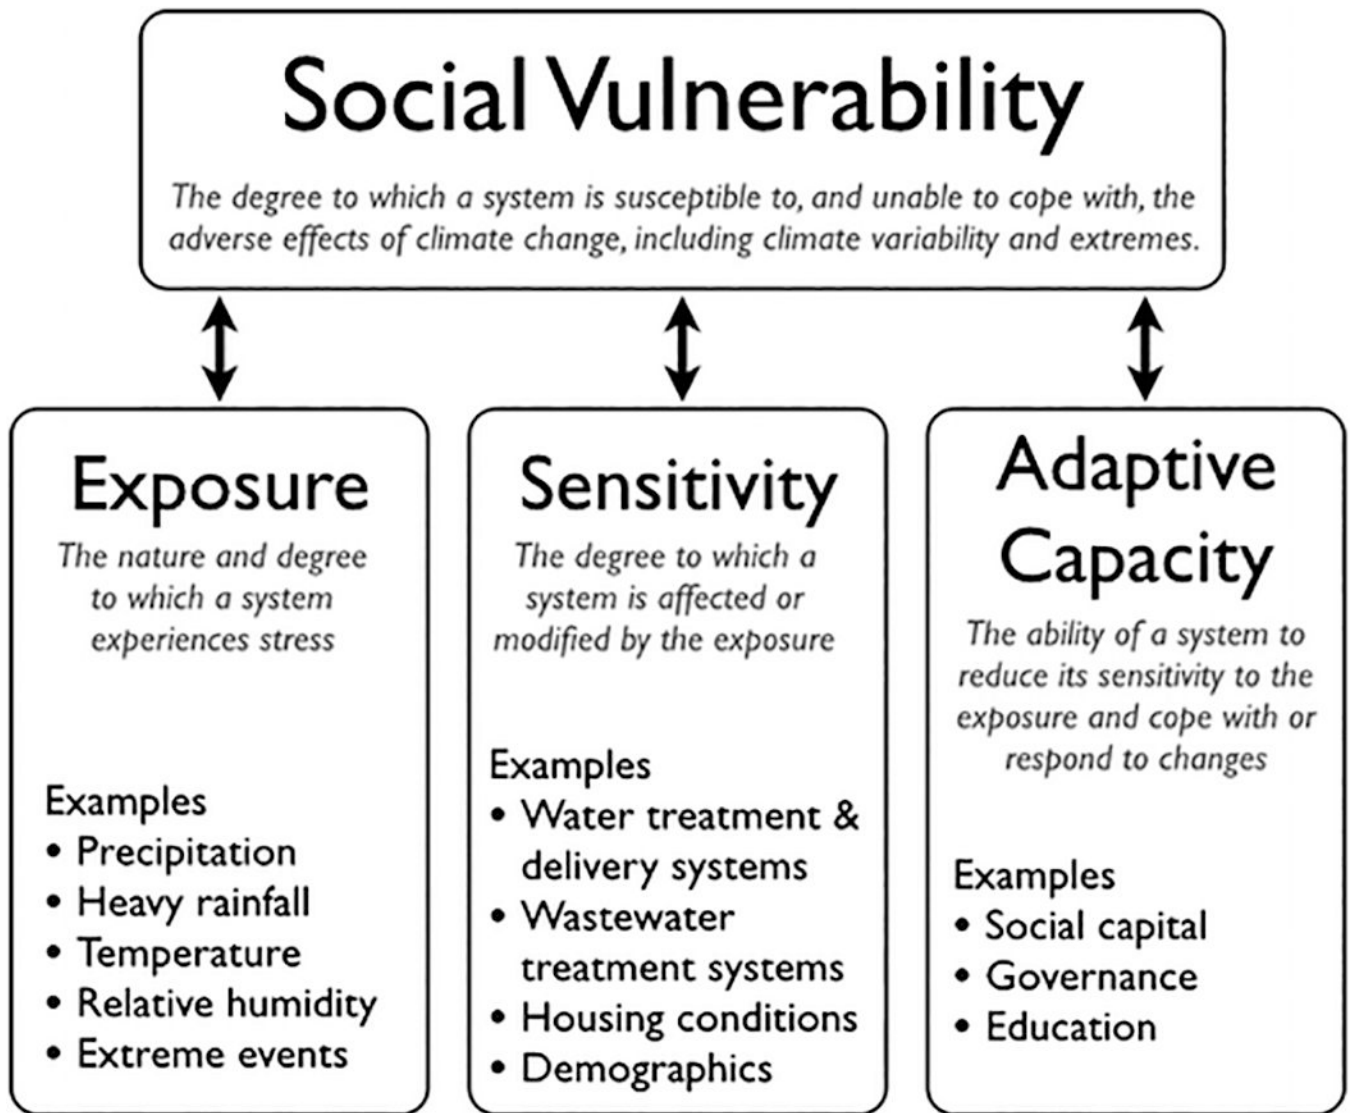 Social Vulnerability
The degree to which a system is susceptible to, and unable to cope with, the
adverse effects of climate change, including climate variability and extremes.
Exposure
The nature and degree
to which a system
experiences stress
Examples
• Precipitation
• Heavy rainfall
• Temperature
• Relative humidity
• Extreme events
Sensitivity
The degree to which a
system is affected or
modified by the exposure
Examples
• Water treatment &
delivery systems
• Wastewater
treatment systems
• Housing conditions
• Demographics
Adaptive
Capacity
The ability of a system to
reduce its sensitivity to the
exposure and cope with or
respond to changes
Examples
• Social capital
• Governance
• Education